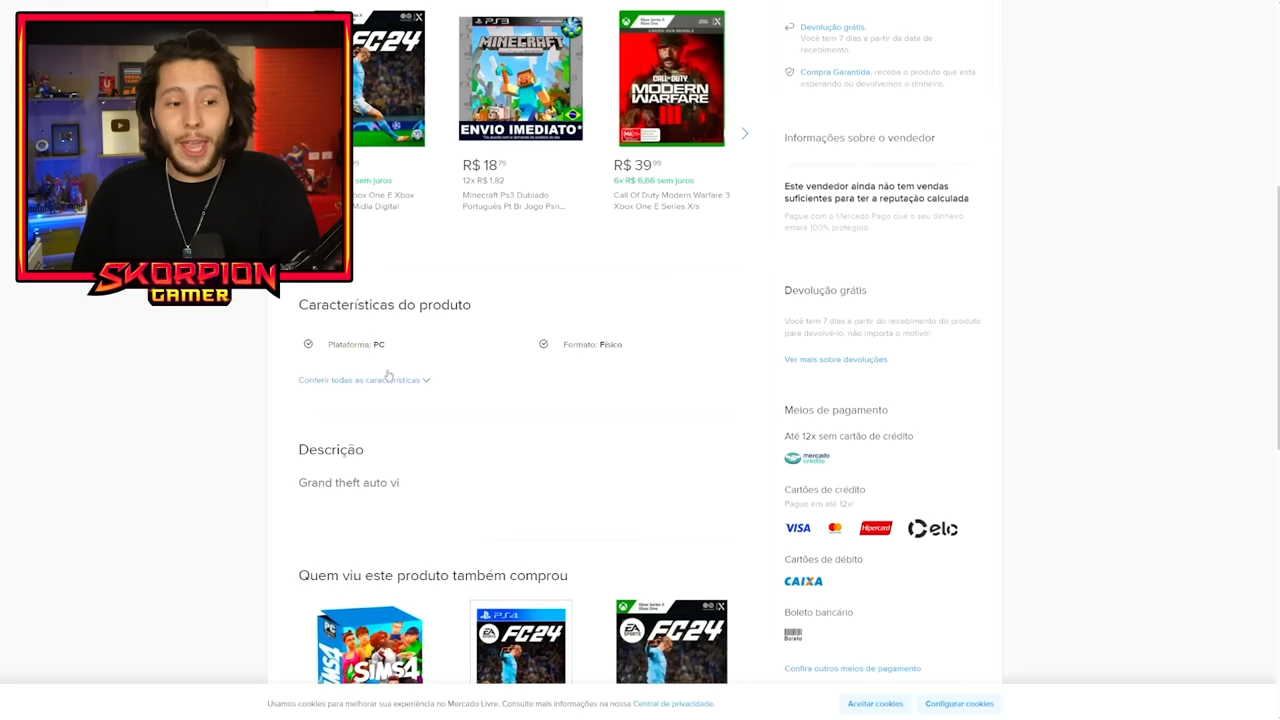 SKORPION
GAMER
FC24
PS3
MINECRAFT
ENVIO IMEDIATO*
CALL OF DUTY
MODERN
WARFARE
III
sem juros
Xbox One E Xbox
Mídia Digital
R$ 18 79
12x R$ 1,82
Minecraft Ps3 Dublado
Português Pt Br Jogo Psn...
R$ 39 99
6x R$ 6,66 sem juros
Call Of Duty Modern Warfare 3
Xbox One E Series X/s
Características do produto
Plataforma: PC
Formato: Físico
Conferir todas as características
Descrição
Grand theft auto vi
Quem viu este produto também comprou
THE SIMS4
PS4
EA SPORTS FC24
EA SPORTS FC24
Devolução grátis.
Você tem 7 dias a partir da data de
recebimento.
Compra Garantida, receba o produto que está
esperando ou devolvemos o dinheiro.
Informações sobre o vendedor
Este vendedor ainda não tem vendas
suficientes para ter a reputação calculada
Pague com o Mercado Pago que o seu dinheiro
estará 100% protegido.
Devolução grátis
Você tem 7 dias a partir do recebimento do produto
para devolvê-lo, não importa o motivo!
Ver mais sobre devoluções
Meios de pagamento
Até 12x sem cartão de crédito
mercado
crédito
Cartões de crédito
Pague em até 12x!
VISA
Hipercard
elo
Cartões de débito
CAIXA
Boleto bancário
Boleto
Confira outros meios de pagamento
Usamos cookies para melhorar sua experiência no Mercado Livre. Consulte mais informações na nossa Central de privacidade.
Aceitar cookies
Configurar cookies